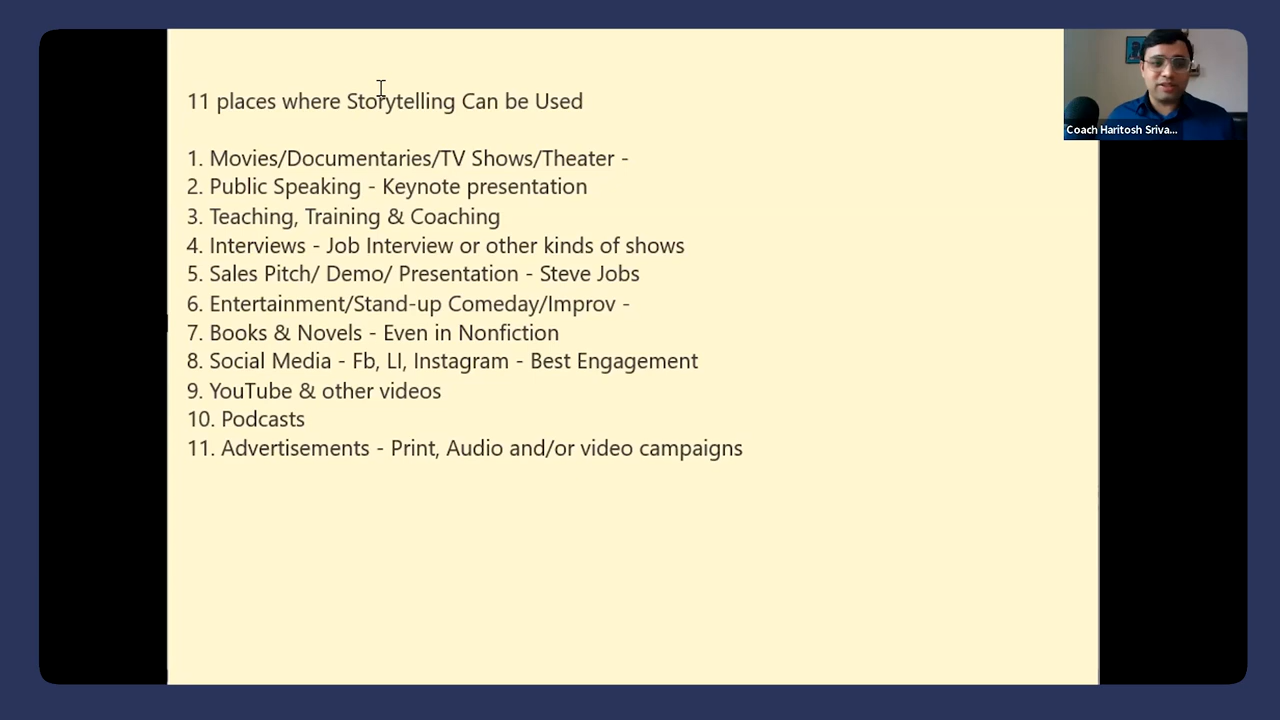 11 places where Storytelling Can be Used
1. Movies/Documentaries/TV Shows/Theater -
2. Public Speaking - Keynote presentation
3. Teaching, Training & Coaching
4. Interviews - Job Interview or other kinds of shows
5. Sales Pitch/ Demo/ Presentation - Steve Jobs
6. Entertainment/Stand-up Comeday/Improv -
7. Books & Novels - Even in Nonfiction
8. Social Media - Fb, LI, Instagram - Best Engagement
9. YouTube & other videos
10. Podcasts
11. Advertisements - Print, Audio and/or video campaigns
Coach Haritosh Sriva...